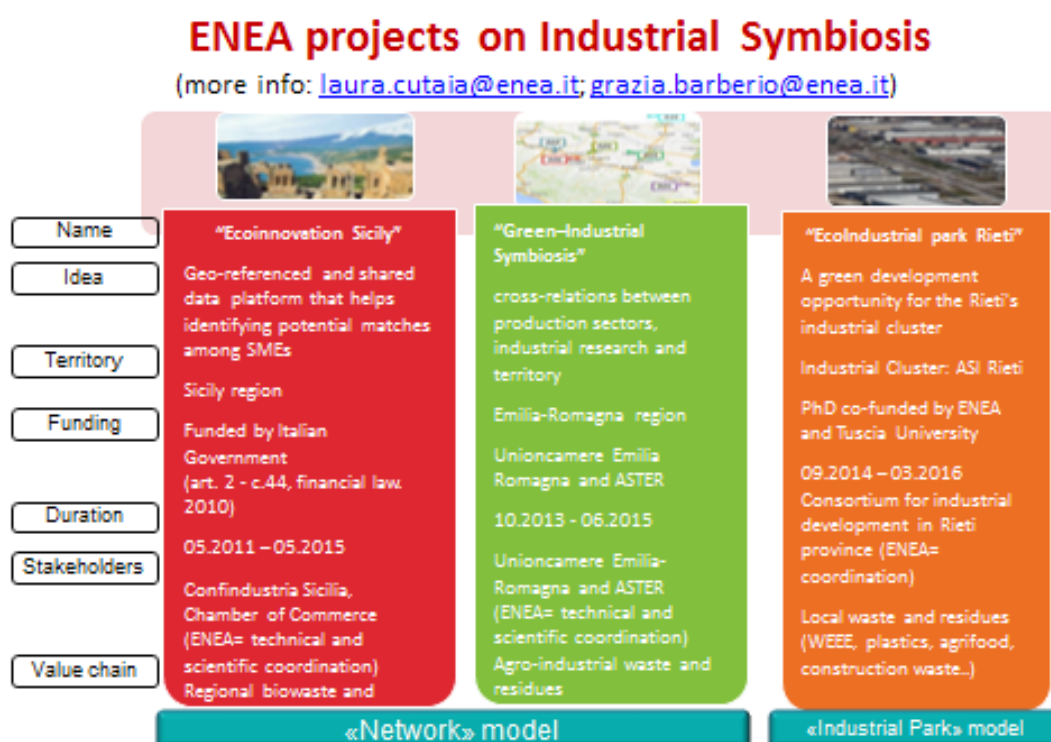 ENEA projects on Industrial Symbiosis
(more info: laura.cutaia@enea.it; grazia.barberio@enea.it)
Name
Idea
Territory
Funding
Duration
Stakeholders
Value chain
“Ecoinnovation Sicily”
Geo-referenced and shared
data platform that helps
identifying potential matches
among SMEs
Sicily region
Funded by Italian
Government
(art. 2 - c.44, financial law.
2010)
05.2011 – 05.2015
Confindustria Sicilia,
Chamber of Commerce
(ENEA= technical and
scientific coordination)
Regional biowaste and
“Green–Industrial
Symbiosis”
cross-relations between
production sectors,
industrial research and
territory
Emilia-Romagna region
Unioncamere Emilia
Romagna and ASTER
10.2013 - 06.2015
Unioncamere Emilia-
Romagna and ASTER
(ENEA= technical and
scientific coordination)
Agro-industrial waste and
residues
“EcoIndustrial park Rieti”
A green development
opportunity for the Rieti's
industrial cluster
Industrial Cluster: ASI Rieti
PhD co-funded by ENEA
and Tuscia University
09.2014 – 03.2016
Consortium for industrial
development in Rieti
province (ENEA=
coordination)
Local waste and residues
(WEEE, plastics, agrifood,
construction waste..)
«Network» model
«Industrial Park» model